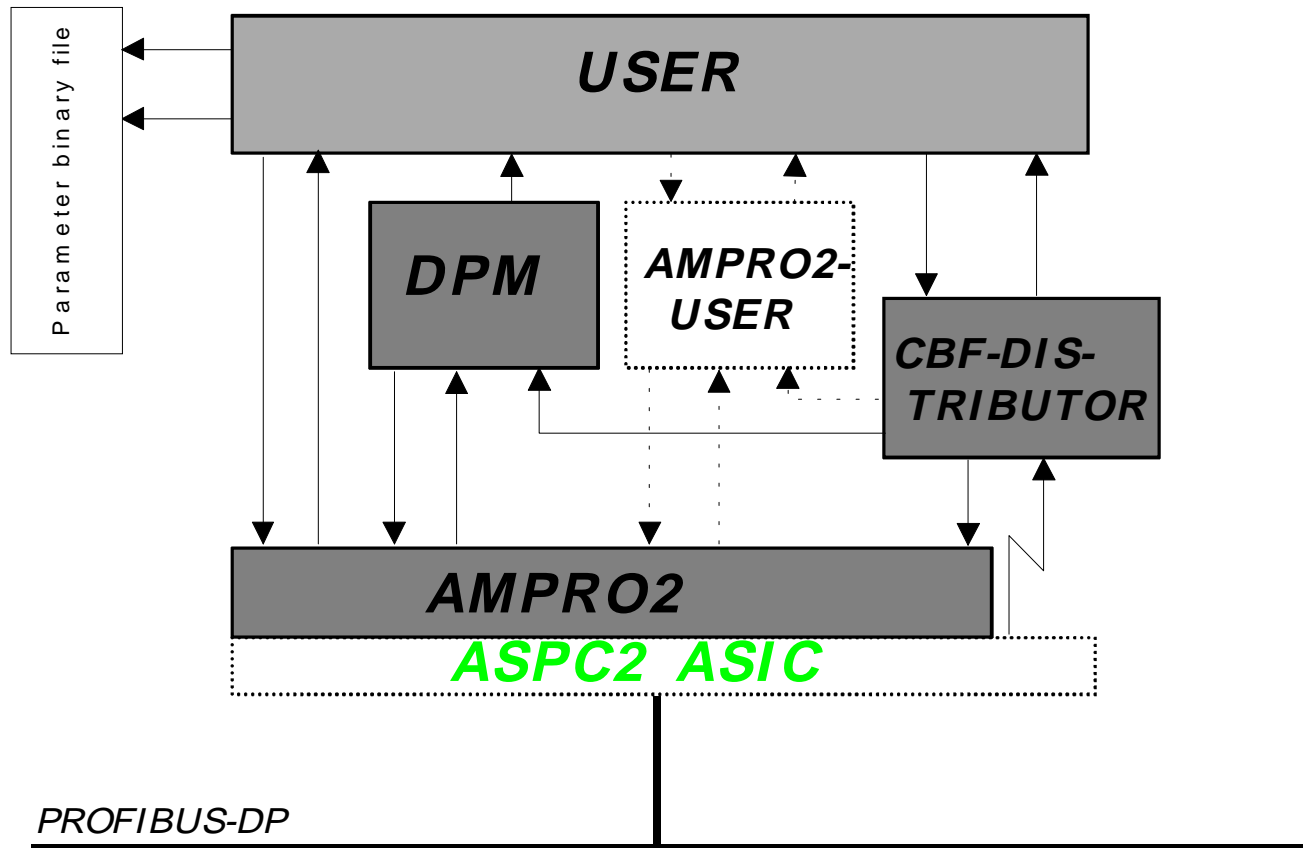 Parameter binary file
USER
DPM
AMPRO2-
USER
CBF-DIS-
TRIBUTOR
AMPRO2
ASPC2 ASIC
PROFIBUS-DP